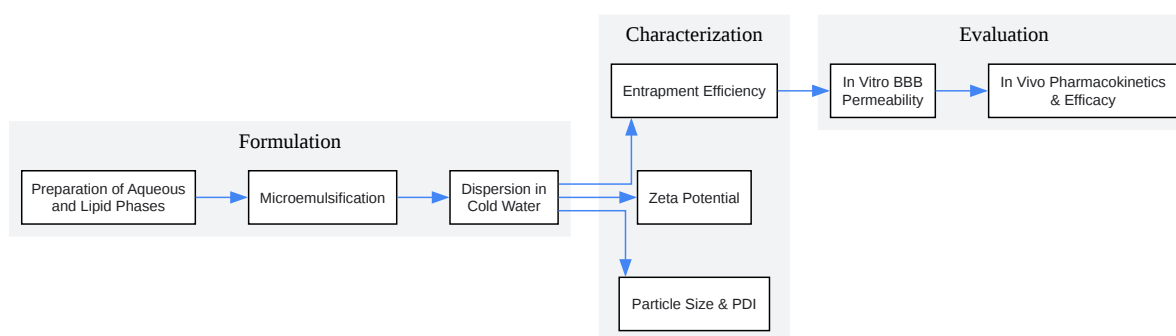 Characterization
Evaluation
Entrapment Efficiency
In Vitro BBB
Permeability
In Vivo Pharmacokinetics
& Efficacy
Formulation
Preparation of Aqueous
and Lipid Phases
Microemulsification
Dispersion in
Cold Water
Zeta Potential
Particle Size & PDI